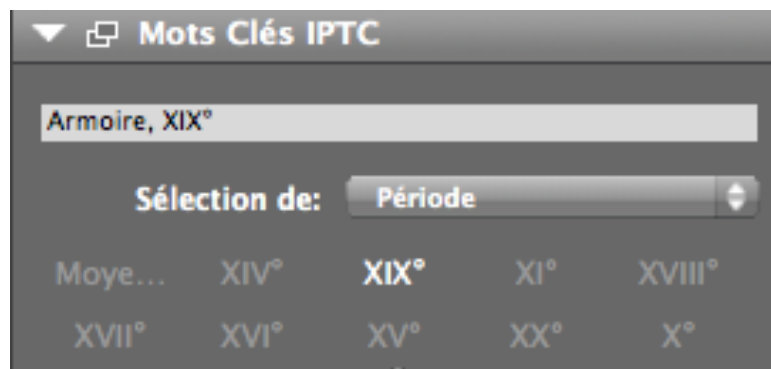 Mots Clés IPTC
Armoire, XIX°
Sélection de: Période
Moye... XIV° XIX° XI° XVIII°
XVII° XVI° XV° XX° X°